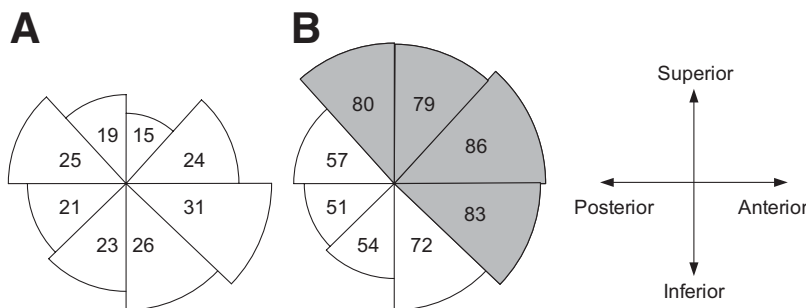 A
B
19 15
25 24
21 31
23 26
80 79
57 86
51 83
54 72
Superior
Posterior Anterior
Inferior